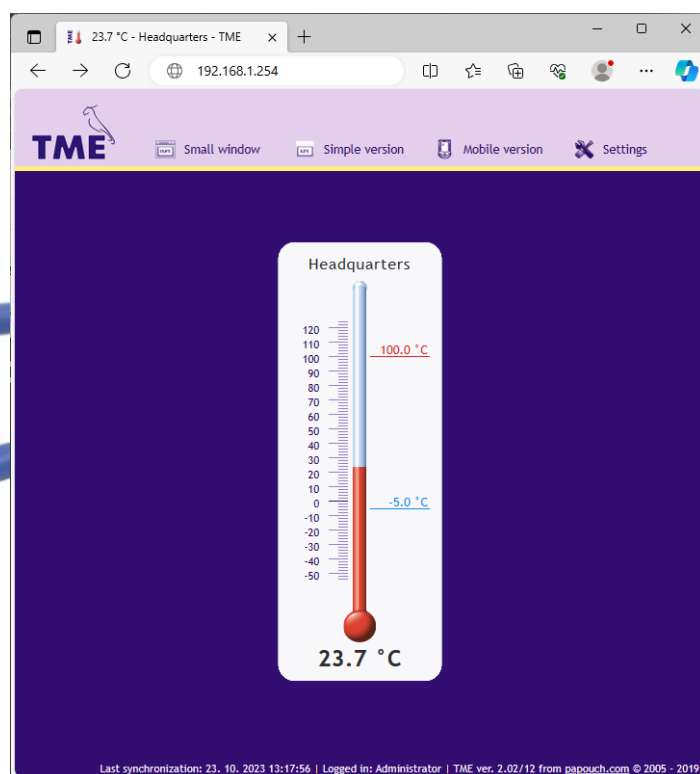 23.7 °C - Headquarters - TME
192.168.1.254
TME
Small window
Simple version
Mobile version
Settings
Headquarters
120
110
100
90
80
70
60
50
40
30
20
10
0
-10
-20
-30
-40
-50
100.0 °C
-5.0 °C
23.7 °C
Last synchronization: 23. 10. 2023 13:17:56 | Logged in: Administrator | TME ver. 2.02/12 from papouch.com © 2005 - 2019